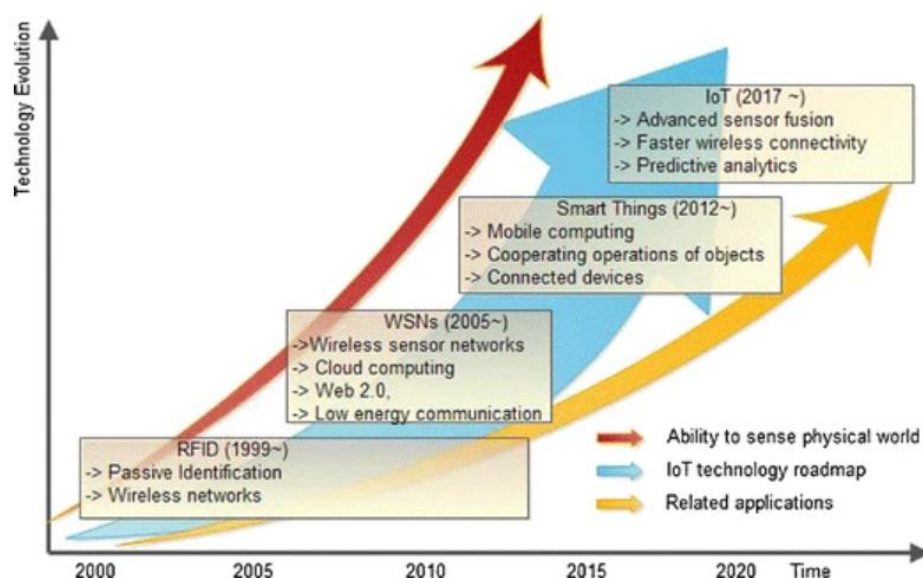 Technology Evolution
IoT (2017 ~)
-> Advanced sensor fusion
-> Faster wireless connectivity
-> Predictive analytics
Smart Things (2012~)
-> Mobile computing
-> Cooperating operations of objects
-> Connected devices
WSNs (2005~)
->Wireless sensor networks
-> Cloud computing
-> Web 2.0,
-> Low energy communication
RFID (1999~)
-> Passive Identification
-> Wireless networks
Ability to sense physical world
IoT technology roadmap
Related applications
2000 2005 2010 2015 2020 Time